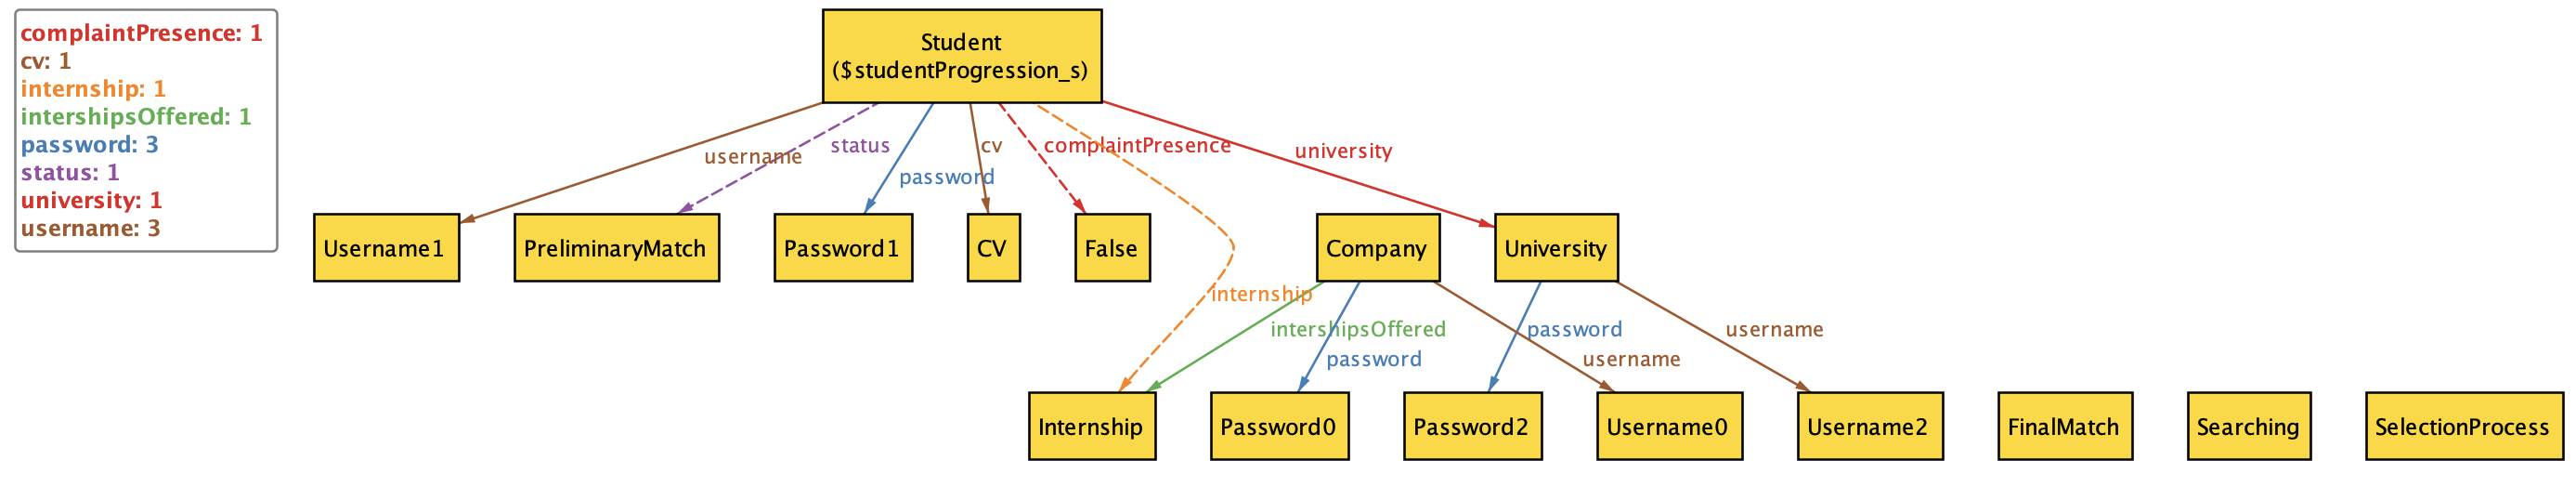 complaintPresence: 1
cv: 1
internship: 1
intershipsOffered: 1
password: 3
status: 1
university: 1
username: 3
Student
($studentProgression_s)
username
status
password
cv
complaintPresence
university
Username1
PreliminaryMatch
Password1
CV
False
Company
University
internship
intershipsOffered
password
password
username
username
Internship
Password0
Password2
Username0
Username2
FinalMatch
Searching
SelectionProcess